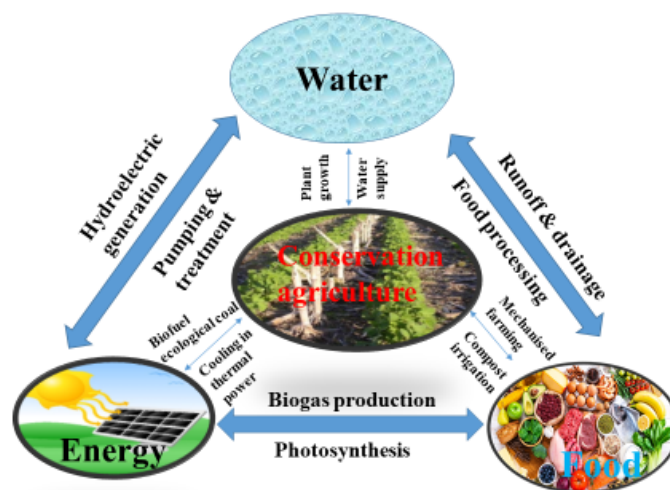 Water
Hydroelectric
generation
Pumping &
treatment
Plant
growth
Water
supply
Runoff & drainage
Food processing
Conservation
agriculture
Biofuel
ecological coal
Cooling in
thermal
power
Mechanised
farming
Compost
irrigation
Energy
Biogas production
Photosynthesis
Food